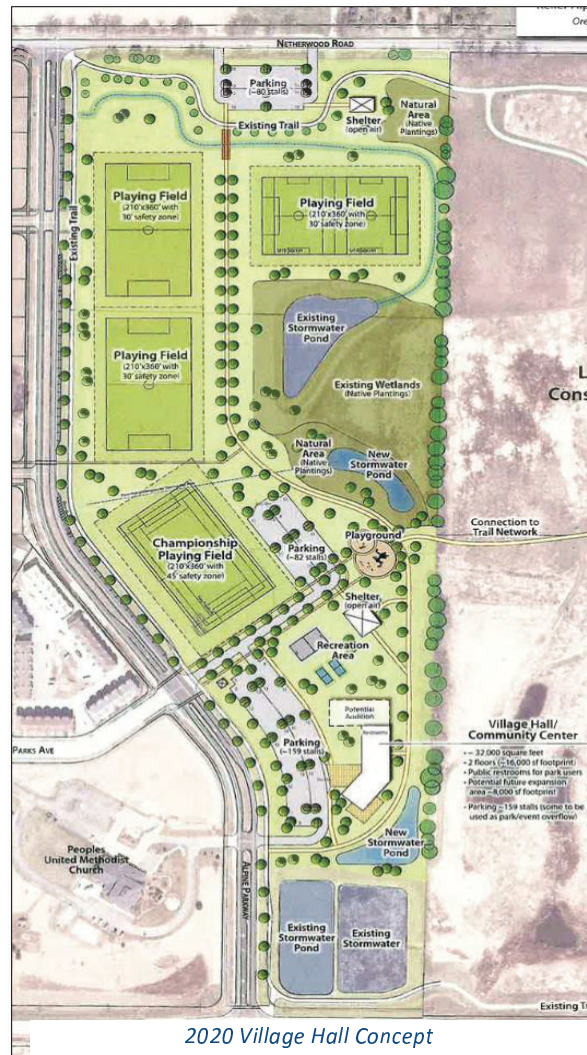 NETHERWOOD ROAD
Parking
(~80 stalls)
Natural
Area
(Native
Plantings)
Shelter
(open air)
Existing Trail
Existing Trail
Playing Field
(210'x360' with
30' safety zone)
Playing Field
(210'x360' with
30' safety zone)
Existing
Stormwater
Pond
Playing Field
(210'x360' with
30' safety zone)
Existing Wetlands
(Native Plantings)
L
Cons
Natural
Area
(Native
Plantings)
New
Stormwater
Pond
Championship
Playing Field
(210'x360' with
45' safety zone)
Parking
(~82 stalls)
Playground
Connection to
Trail Network
Shelter
(open air)
Recreation
Area
Potential
Addition
Restrooms
Parking
(~159 stalls)
PARKS AVE
Village Hall/
Community Center
• ~ 32,000 square feet
• 2 floors (~16,000 sf footprint)
• Public restrooms for park users
• Potential future expansion
area ~8,000 sf footprint
• Parking ~159 stalls (some to be
used as park/event overflow)
New
Stormwater
Pond
Peoples
United Methodist
Church
ALPINE PARKWAY
Existing
Stormwater
Pond
Existing
Stormwater
Existing T
2020 Village Hall Concept